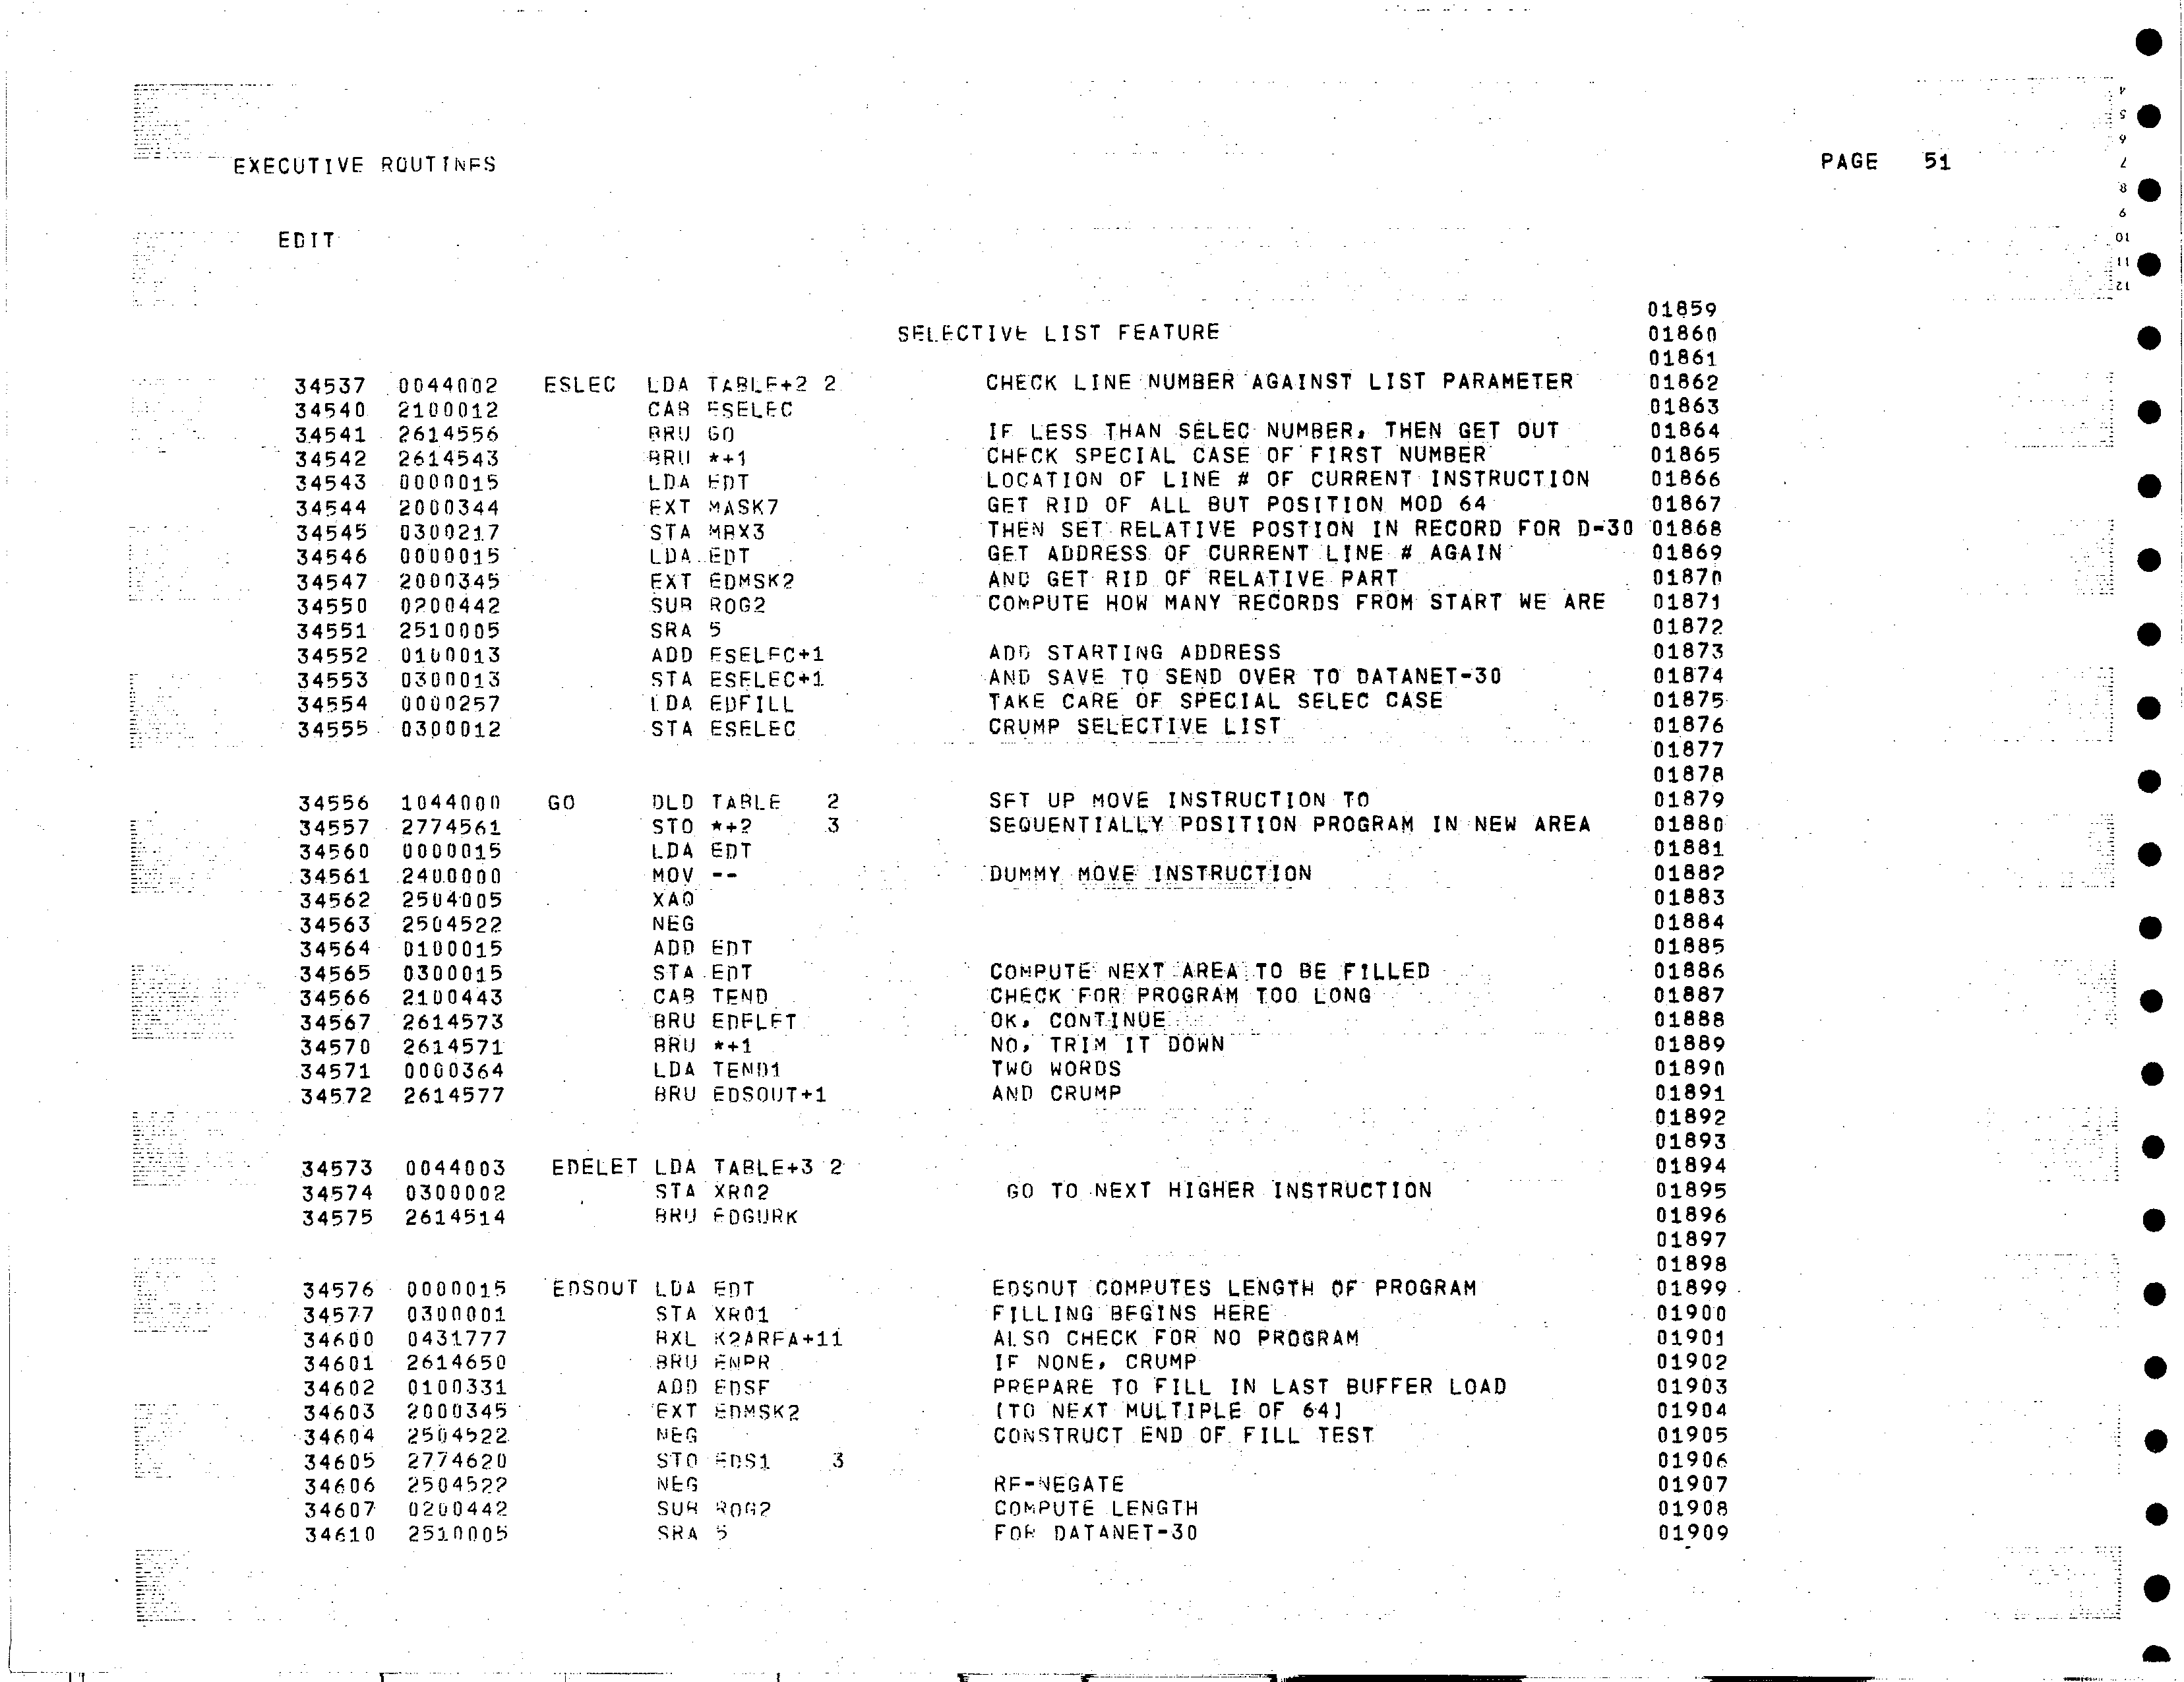 EXECUTIVE ROUTINES PAGE 51
EDIT
01859
SELECTIVE LIST FEATURE 01860
01861
34537 0044002 ESLEC LDA TABLE+2 2 CHECK LINE NUMBER AGAINST LIST PARAMETER 01862
34540 2100012 CAB ESELEC 01863
34541 2614556 BRU GO IF LESS THAN SELEC NUMBER, THEN GET OUT 01864
34542 2614543 BRU *+1 CHECK SPECIAL CASE OF FIRST NUMBER 01865
34543 0000015 LDA EDT LOCATION OF LINE # OF CURRENT INSTRUCTION 01866
34544 2000344 EXT MASK7 GET RID OF ALL BUT POSITION MOD 64 01867
34545 0300217 STA MBX3 THEN SET RELATIVE POSTION IN RECORD FOR D-30 01868
34546 0000015 LDA EDT GET ADDRESS OF CURRENT LINE # AGAIN 01869
34547 2000345 EXT EDMSK2 AND GET RID OF RELATIVE PART 01870
34550 0200442 SUB ROG2 COMPUTE HOW MANY RECORDS FROM START WE ARE 01871
34551 2510005 SRA 5 01872
34552 0100013 ADD ESELEC+1 ADD STARTING ADDRESS 01873
34553 0300013 STA ESELEC+1 AND SAVE TO SEND OVER TO DATANET-30 01874
34554 0000257 LDA EDFILL TAKE CARE OF SPECIAL SELEC CASE 01875
34555 0300012 STA ESELEC CRUMP SELECTIVE LIST 01876
01877
01878
34556 1044000 GO DLD TABLE 2 SET UP MOVE INSTRUCTION TO 01879
34557 2774561 STO *+2 3 SEQUENTIALLY POSITION PROGRAM IN NEW AREA 01880
34560 0000015 LDA EDT 01881
34561 2400000 MOV -- DUMMY MOVE INSTRUCTION 01882
34562 2504005 XAQ 01883
34563 2504522 NEG 01884
34564 0100015 ADD EDT 01885
34565 0300015 STA EDT COMPUTE NEXT AREA TO BE FILLED 01886
34566 2100443 CAB TEND CHECK FOR PROGRAM TOO LONG 01887
34567 2614573 BRU EDELET OK, CONTINUE 01888
34570 2614571 BRU *+1 NO, TRIM IT DOWN 01889
34571 0000364 LDA TEND1 TWO WORDS 01890
34572 2614577 BRU EDSOUT+1 AND CRUMP 01891
01892
01893
34573 0044003 EDELET LDA TABLE+3 2 01894
34574 0300002 STA XR02 GO TO NEXT HIGHER INSTRUCTION 01895
34575 2614514 BRU EDGURK 01896
01897
01898
34576 0000015 EDSOUT LDA EDT EDSOUT COMPUTES LENGTH OF PROGRAM 01899
34577 0300001 STA XR01 FILLING BEGINS HERE 01900
34600 0431777 BXL K2AREA+11 ALSO CHECK FOR NO PROGRAM 01901
34601 2614650 BRU ENPR IF NONE, CRUMP 01902
34602 0100331 ADD EDSF PREPARE TO FILL IN LAST BUFFER LOAD 01903
34603 2000345 EXT EDMSK2 [TO NEXT MULTIPLE OF 64] 01904
34604 2504522 NEG CONSTRUCT END OF FILL TEST 01905
34605 2774620 STO EDS1 3 01906
34606 2504522 NEG RE-NEGATE 01907
34607 0200442 SUB ROG2 COMPUTE LENGTH 01908
34610 2510005 SRA 5 FOR DATANET-30 01909